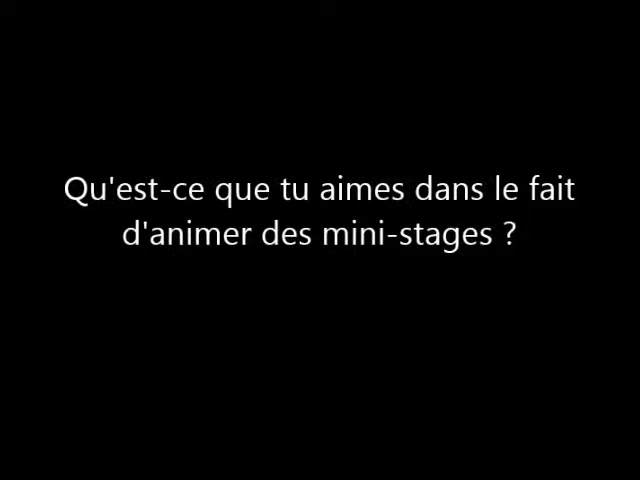 Qu'est-ce que tu aimes dans le fait
d'animer des mini-stages ?